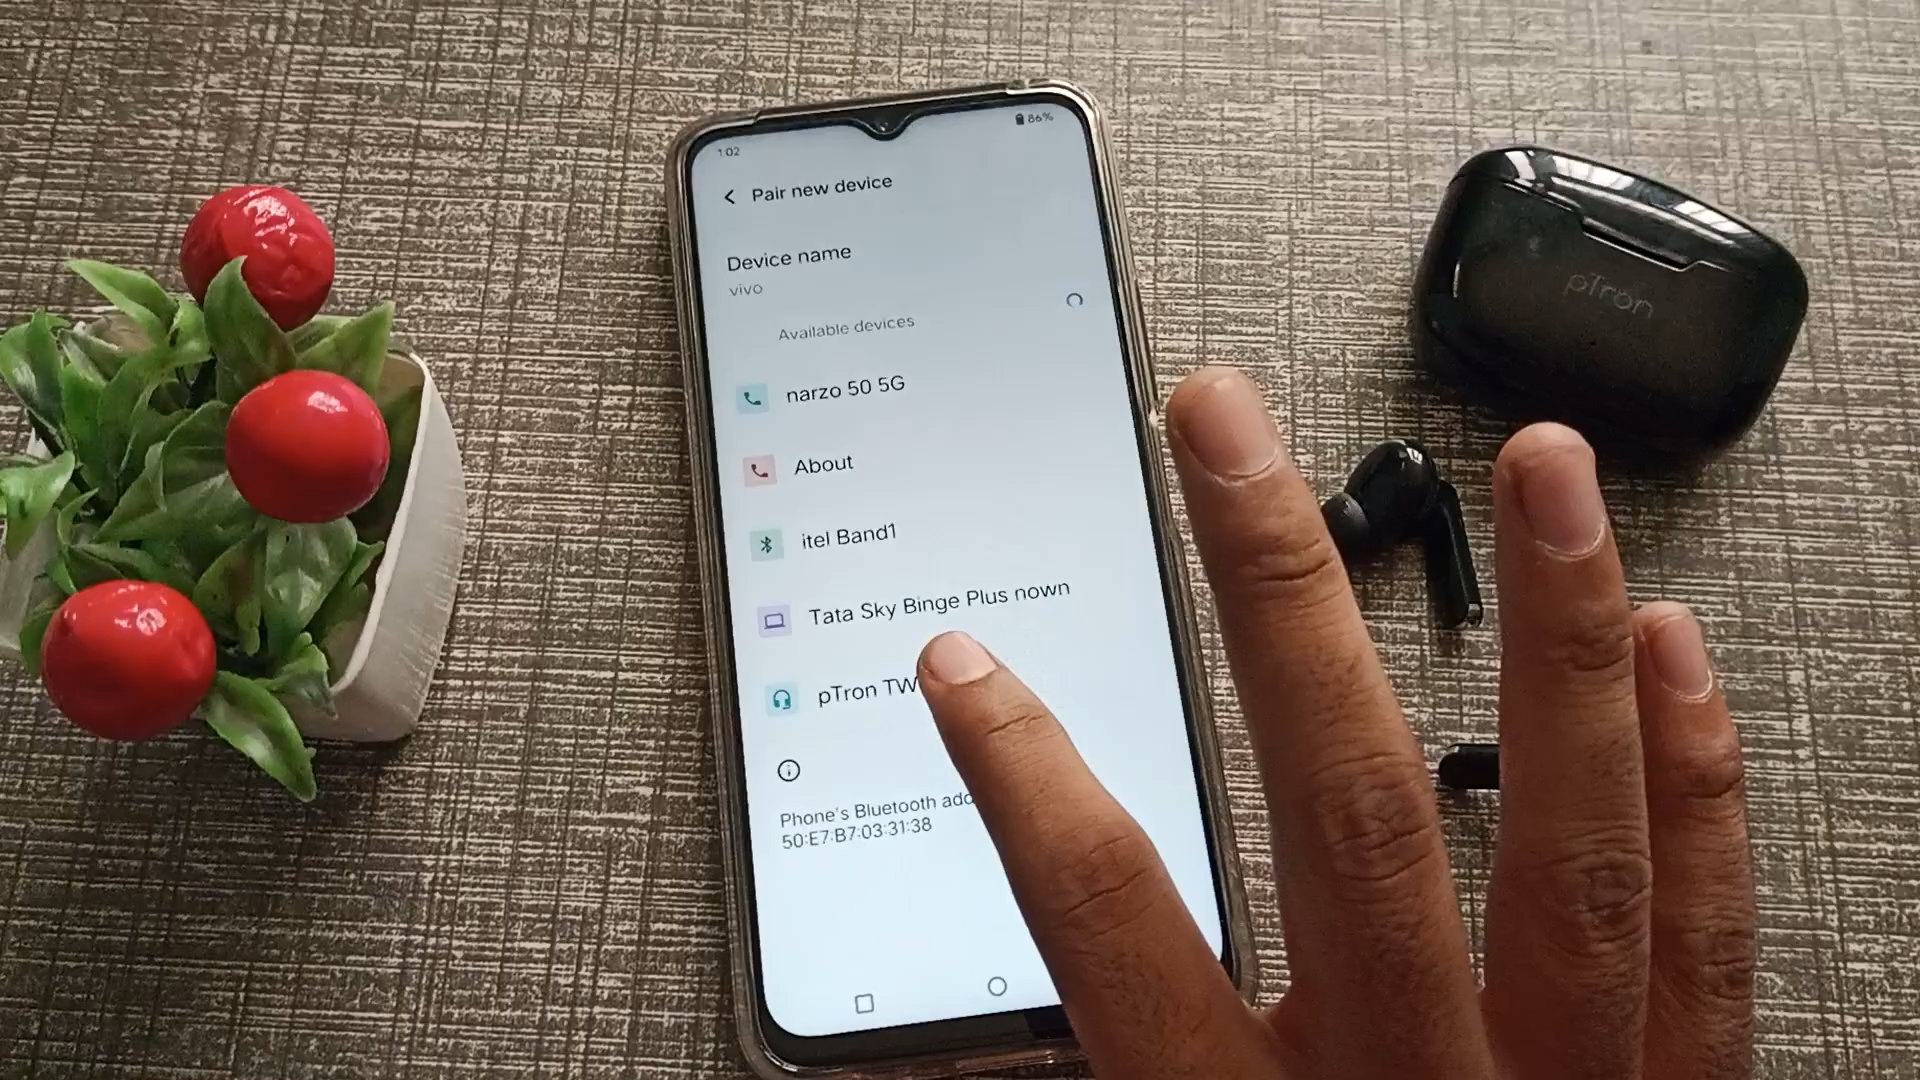 1:02
86%
Pair new device
Device name
vivo
Available devices
narzo 50 5G
About
itel Band1
Tata Sky Binge Plus nown
pTron TW
Phone's Bluetooth add
50:E7:B7:03:31:38
pTron